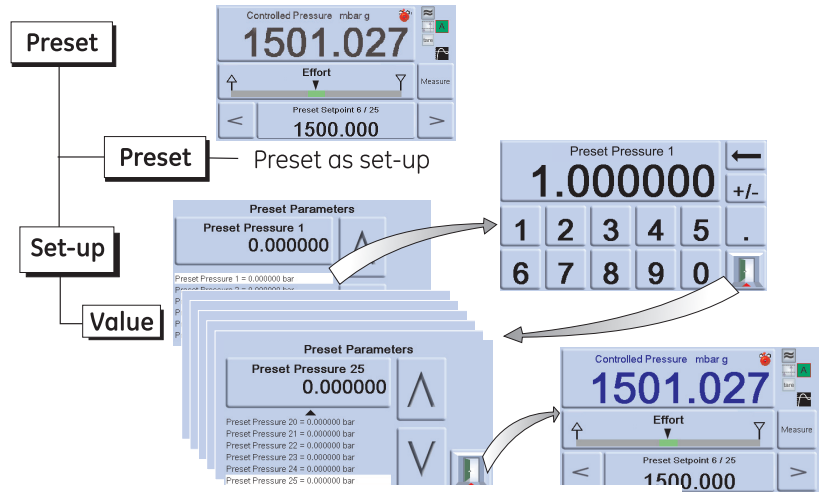 Preset
Controlled Pressure mbar g
1501.027
A
tare
Effort
Measure
<
Preset Setpoint 6 / 25
1500.000
>
Preset
Preset as set-up
Set-up
Value
Preset Parameters
Preset Pressure 1
0.000000
Preset Pressure 1 = 0.000000 bar
Preset Pressure 1
1.000000
+/-
1 2 3 4 5 .
6 7 8 9 0
Preset Parameters
Preset Pressure 25
0.000000
Preset Pressure 20 = 0.000000 bar
Preset Pressure 21 = 0.000000 bar
Preset Pressure 22 = 0.000000 bar
Preset Pressure 23 = 0.000000 bar
Preset Pressure 24 = 0.000000 bar
Preset Pressure 25 = 0.000000 bar
Controlled Pressure mbar g
1501.027
A
tare
Effort
Measure
<
Preset Setpoint 6 / 25
1500.000
>